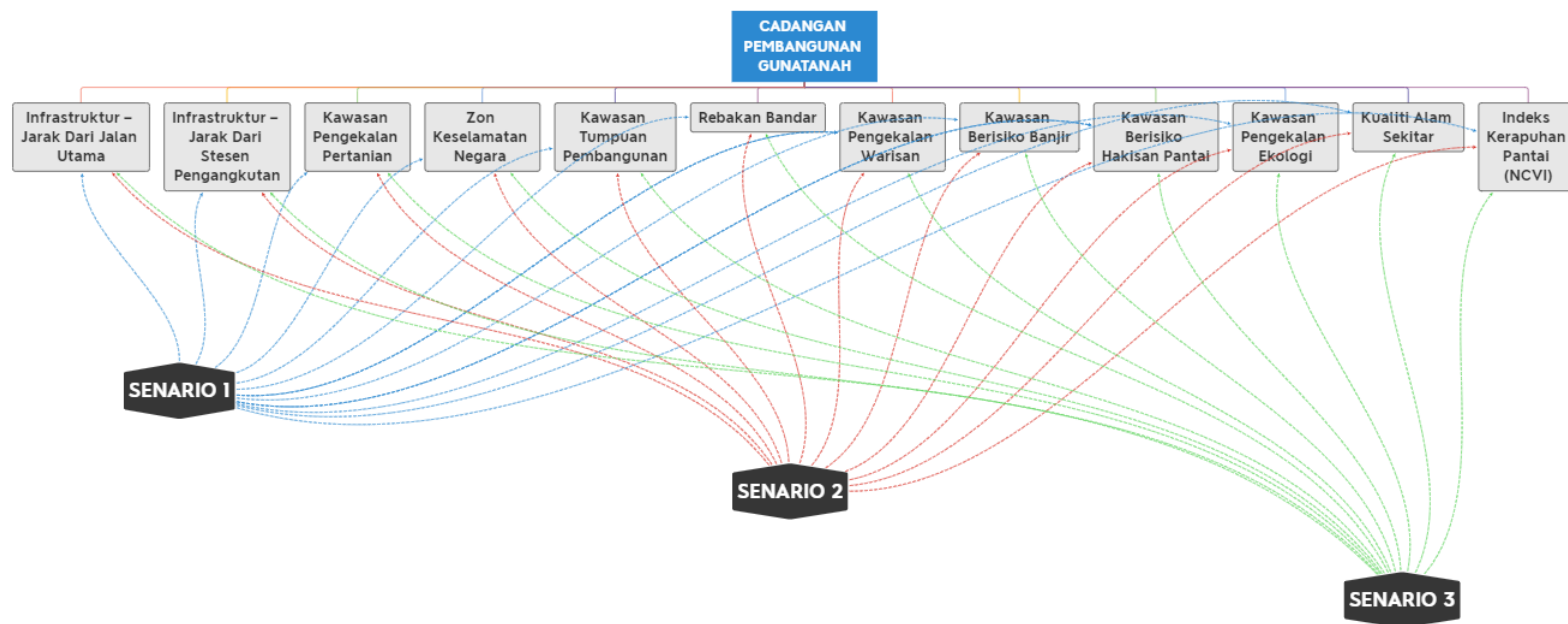 CADANGAN
PEMBANGUNAN
GUNATANAH
Infrastruktur –
Jarak Dari Jalan
Utama
Infrastruktur –
Jarak Dari
Stesen
Pengangkutan
Kawasan
Pengekalan
Pertanian
Zon
Keselamatan
Negara
Kawasan
Tumpuan
Pembangunan
Rebakan Bandar
Kawasan
Pengekalan
Warisan
Kawasan
Berisiko Banjir
Kawasan
Berisiko
Hakisan Pantai
Kawasan
Pengekalan
Ekologi
Kualiti Alam
Sekitar
Indeks
Kerapuhan
Pantai
(NCVI)
SENARIO 1
SENARIO 2
SENARIO 3